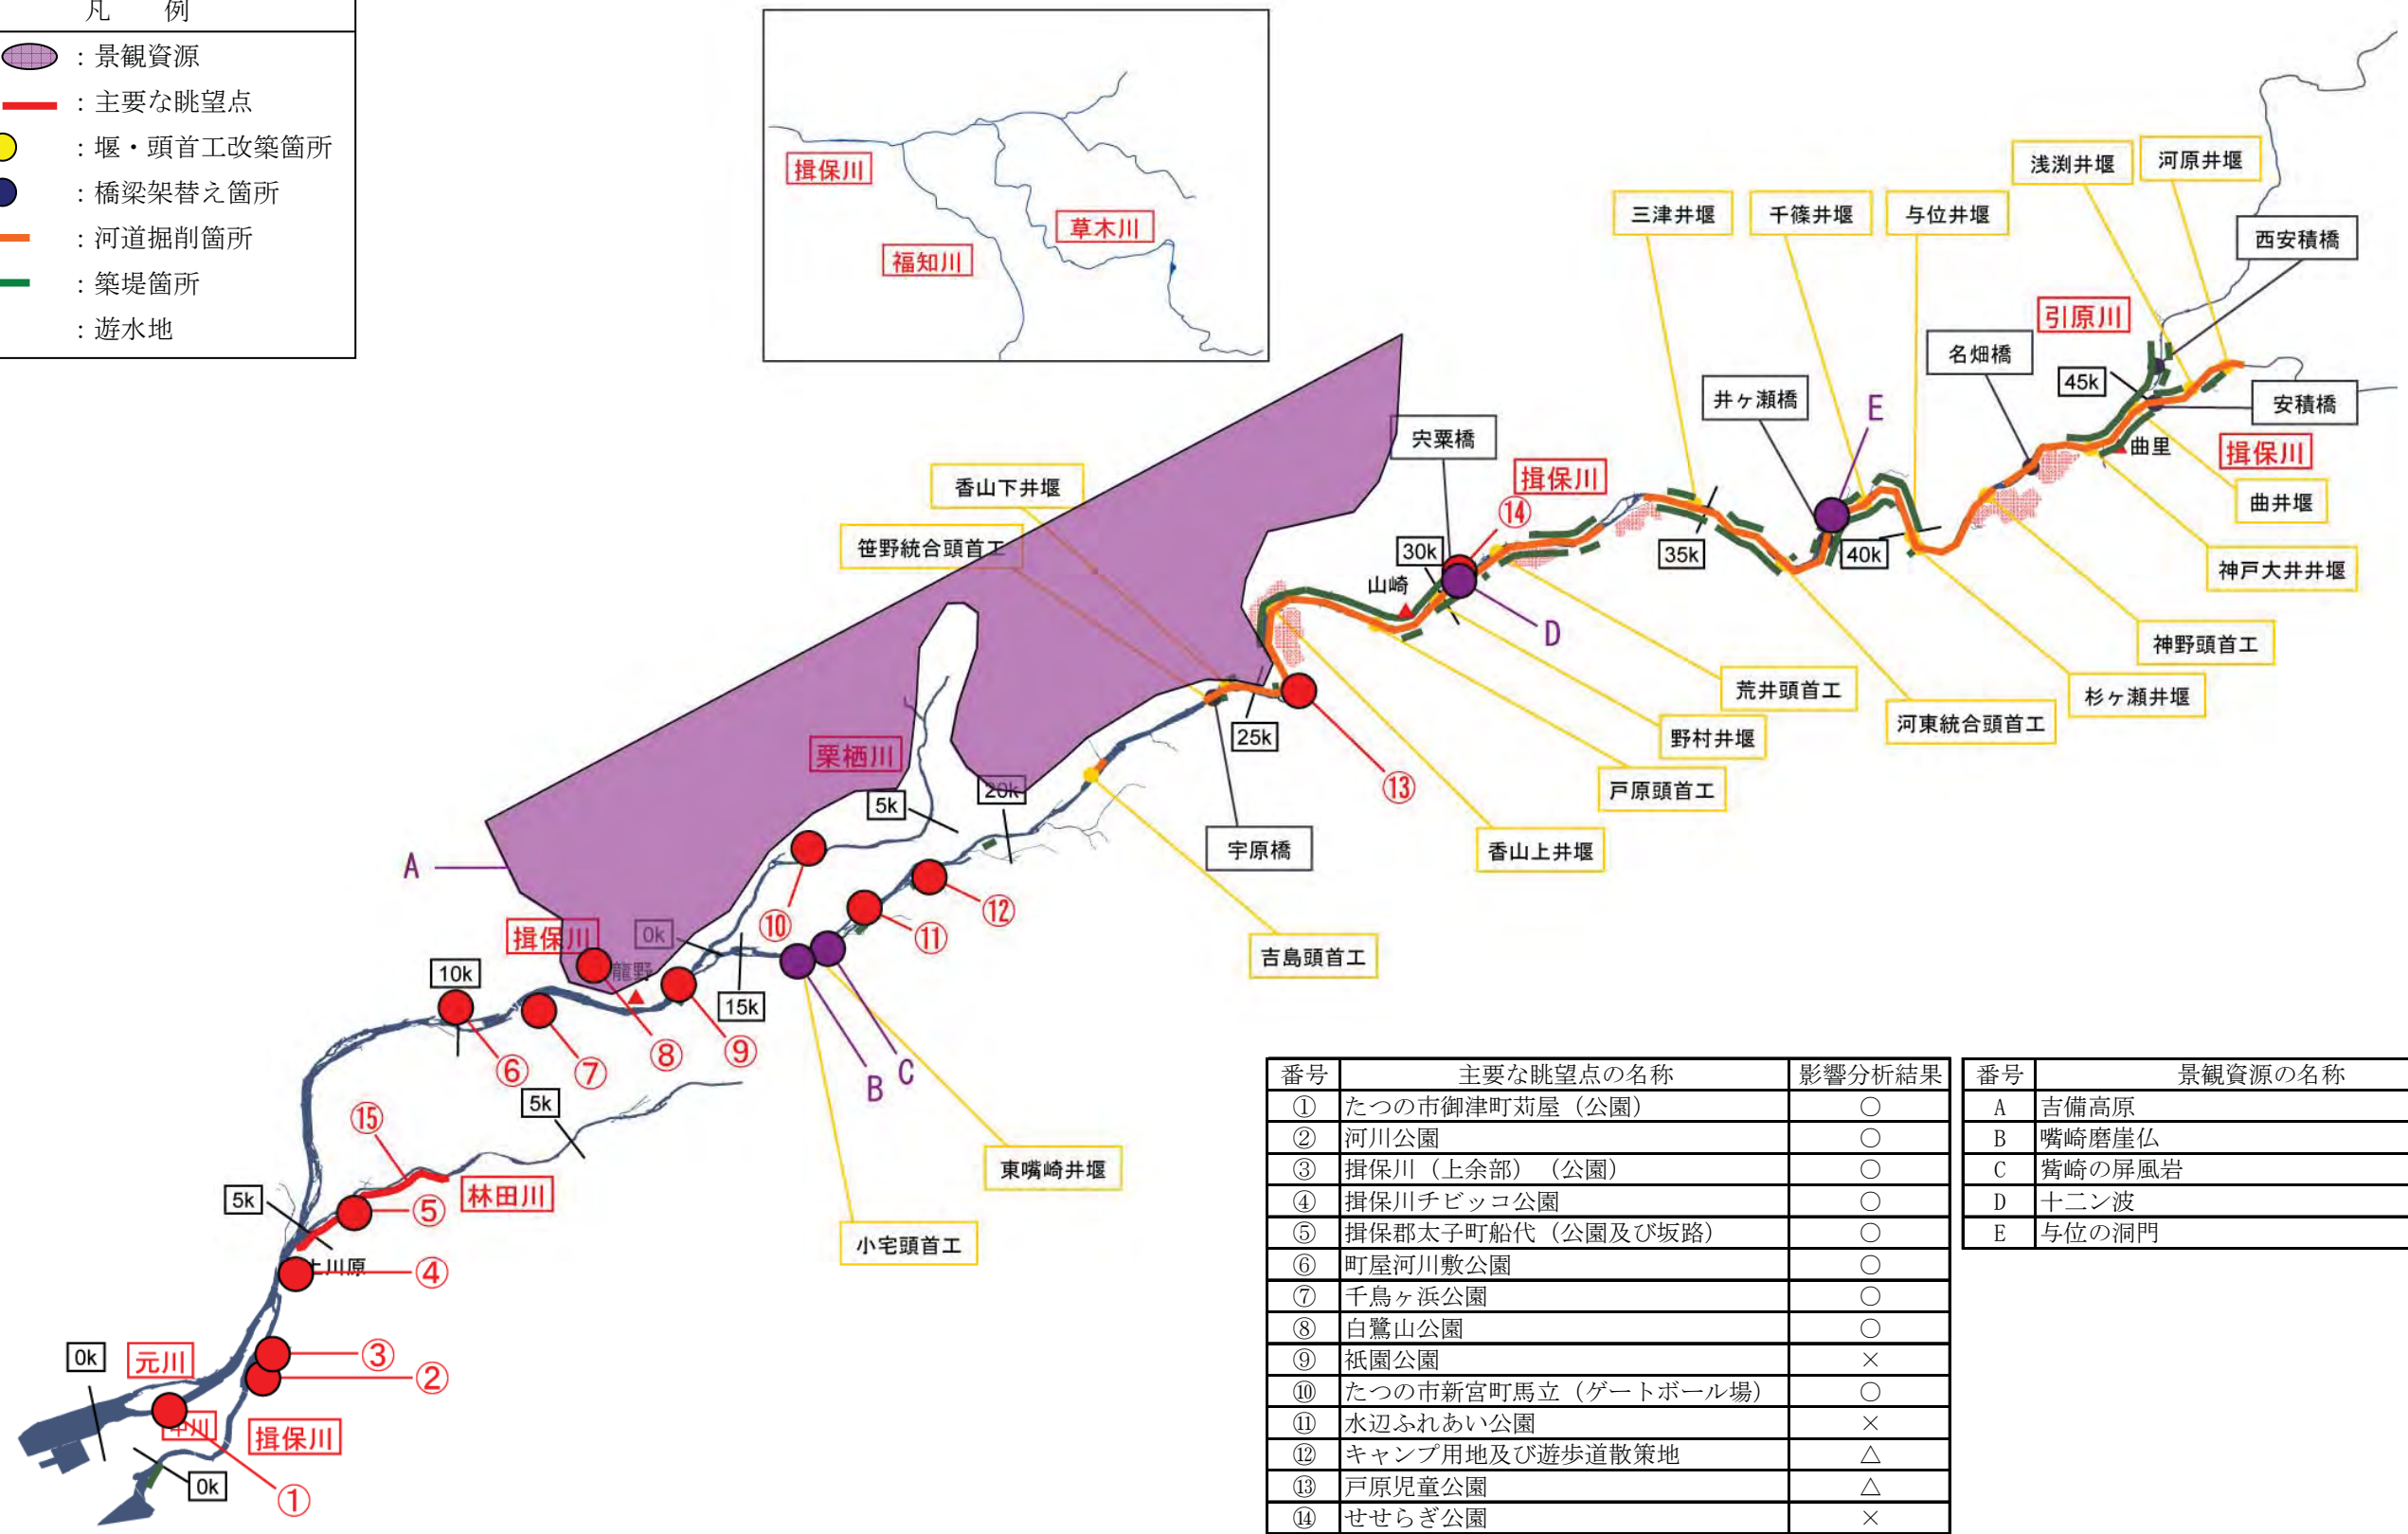 凡 例
：景観資源
：主要な眺望点
：堰・頭首工改築箇所
：橋梁架替え箇所
：河道掘削箇所
：築堤箇所
：遊水地
揖保川
福知川
草木川
浅渕井堰
河原井堰
三津井堰
千篠井堰
与位井堰
西安積橋
引原川
名畑橋
45k
井ヶ瀬橋
安積橋
E
宍粟橋
曲里
揖保川
香山下井堰
揖保川
曲井堰
⑭
笹野統合頭首工
30k
35k
40k
神戸大井井堰
山崎
D
神野頭首工
荒井頭首工
杉ヶ瀬井堰
河東統合頭首工
25k
野村井堰
栗栖川
⑬
戸原頭首工
5k
20k
宇原橋
香山上井堰
A
⑩
⑫
⑪
揖保川
0k
吉島頭首工
龍野
10k
15k
⑥
⑦
⑧
⑨
B
C
5k
⑮
東嘴崎井堰
林田川
5k
⑤
小宅頭首工
上川原
④
0k
元川
③
②
中川
揖保川
0k
①
番号 主要な眺望点の名称 影響分析結果
① たつの市御津町苅屋（公園） ○
② 河川公園 ○
③ 揖保川（上余部）（公園） ○
④ 揖保川チビッコ公園 ○
⑤ 揖保郡太子町船代（公園及び坂路） ○
⑥ 町屋河川敷公園 ○
⑦ 千鳥ヶ浜公園 ○
⑧ 白鷺山公園 ○
⑨ 祇園公園 ×
⑩ たつの市新宮町馬立（ゲートボール場） ○
⑪ 水辺ふれあい公園 ×
⑫ キャンプ用地及び遊歩道散策地 △
⑬ 戸原児童公園 △
⑭ せせらぎ公園 ×
番号 景観資源の名称
A 吉備高原
B 嘴崎磨崖仏
C 觜崎の屏風岩
D 十二ン波
E 与位の洞門